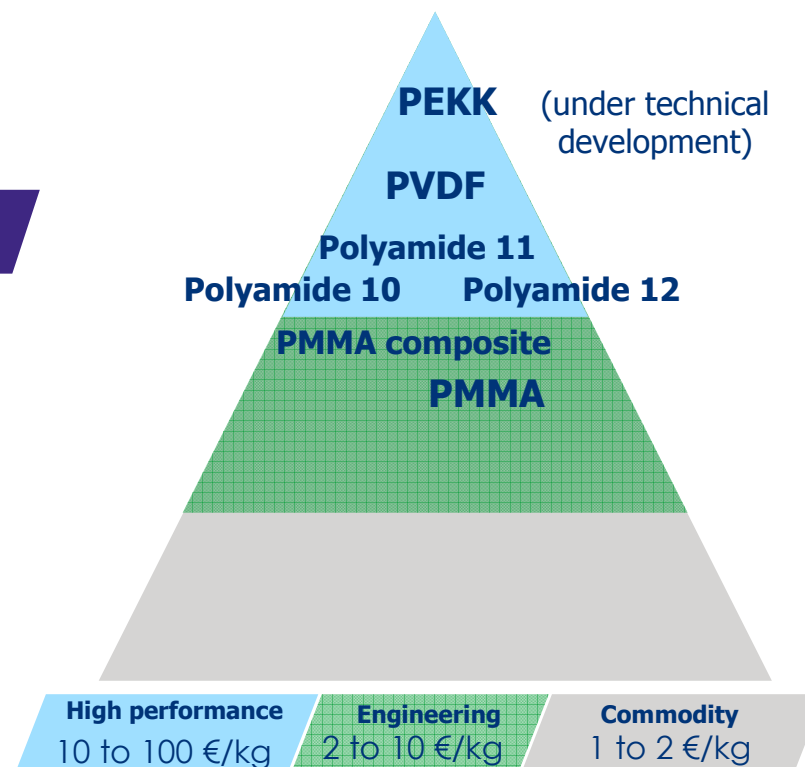 PEKK (under technical
development)
PVDF
Polyamide 11
Polyamide 10 Polyamide 12
PMMA composite
PMMA
High performance
10 to 100 €/kg
Engineering
2 to 10 €/kg
Commodity
1 to 2 €/kg